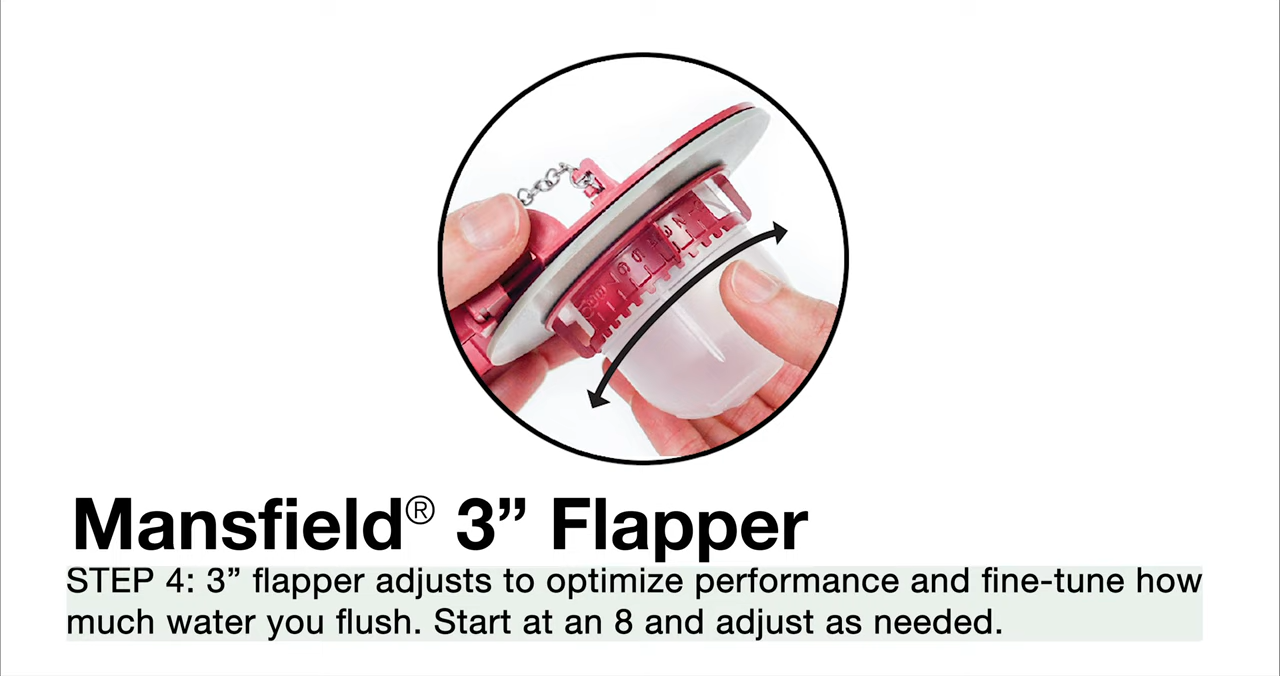 Mansfield® 3” Flapper
STEP 4: 3” flapper adjusts to optimize performance and fine-tune how
much water you flush. Start at an 8 and adjust as needed.